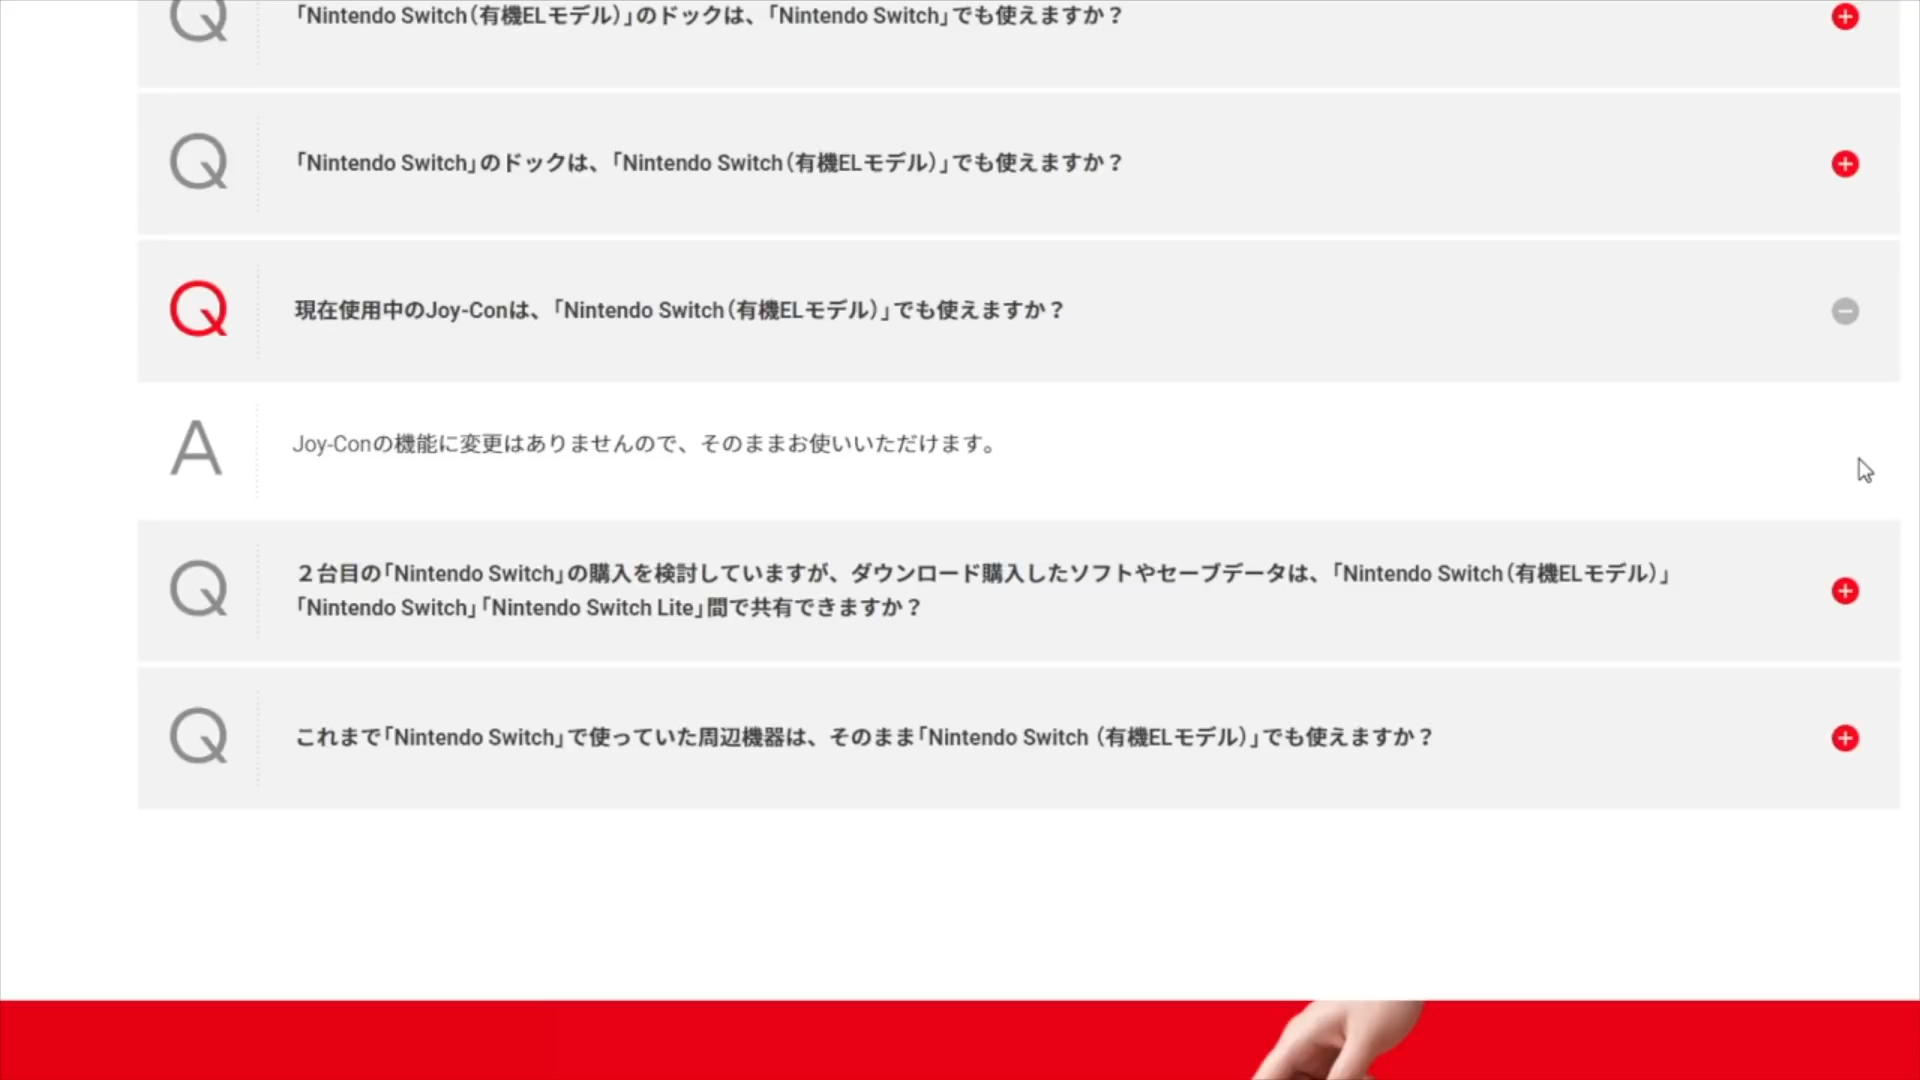 Q 「Nintendo Switch（有機ELモデル）」のドックは、「Nintendo Switch」でも使えますか？
Q 「Nintendo Switch」のドックは、「Nintendo Switch（有機ELモデル）」でも使えますか？
Q 現在使用中のJoy-Conは、「Nintendo Switch（有機ELモデル）」でも使えますか？
A Joy-Conの機能に変更はありませんので、そのままお使いいただけます。
Q ２台目の「Nintendo Switch」の購入を検討していますが、ダウンロード購入したソフトやセーブデータは、「Nintendo Switch（有機ELモデル）」
「Nintendo Switch」「Nintendo Switch Lite」間で共有できますか？
Q これまで「Nintendo Switch」で使っていた周辺機器は、そのまま「Nintendo Switch （有機ELモデル）」でも使えますか？